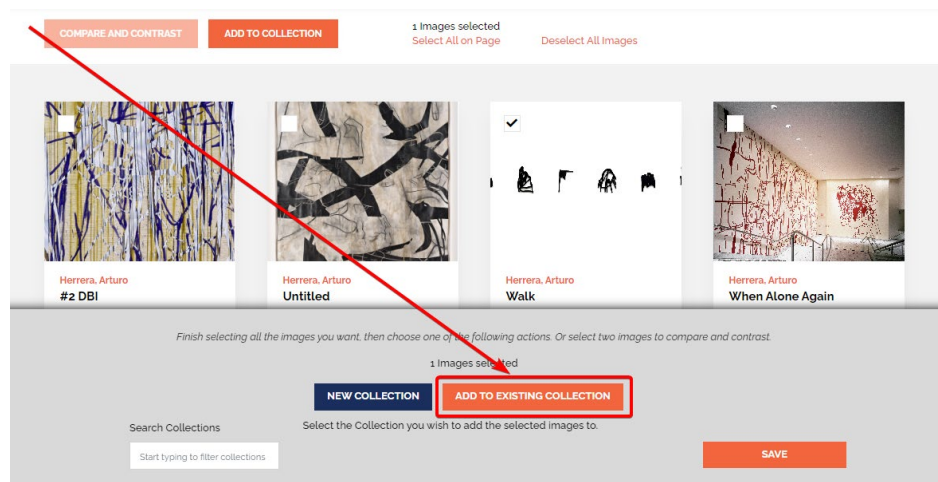 COMPARE AND CONTRAST
ADD TO COLLECTION
1 Images selected
Select All on Page
Deselect All Images
Herrera, Arturo
#2 DBI
Herrera, Arturo
Untitled
Herrera, Arturo
Walk
Herrera, Arturo
When Alone Again
Finish selecting all the images you want, then choose one of the following actions. Or select two images to compare and contrast.
1 Images selected
NEW COLLECTION
ADD TO EXISTING COLLECTION
Search Collections
Select the Collection you wish to add the selected images to.
Start typing to filter collections
SAVE